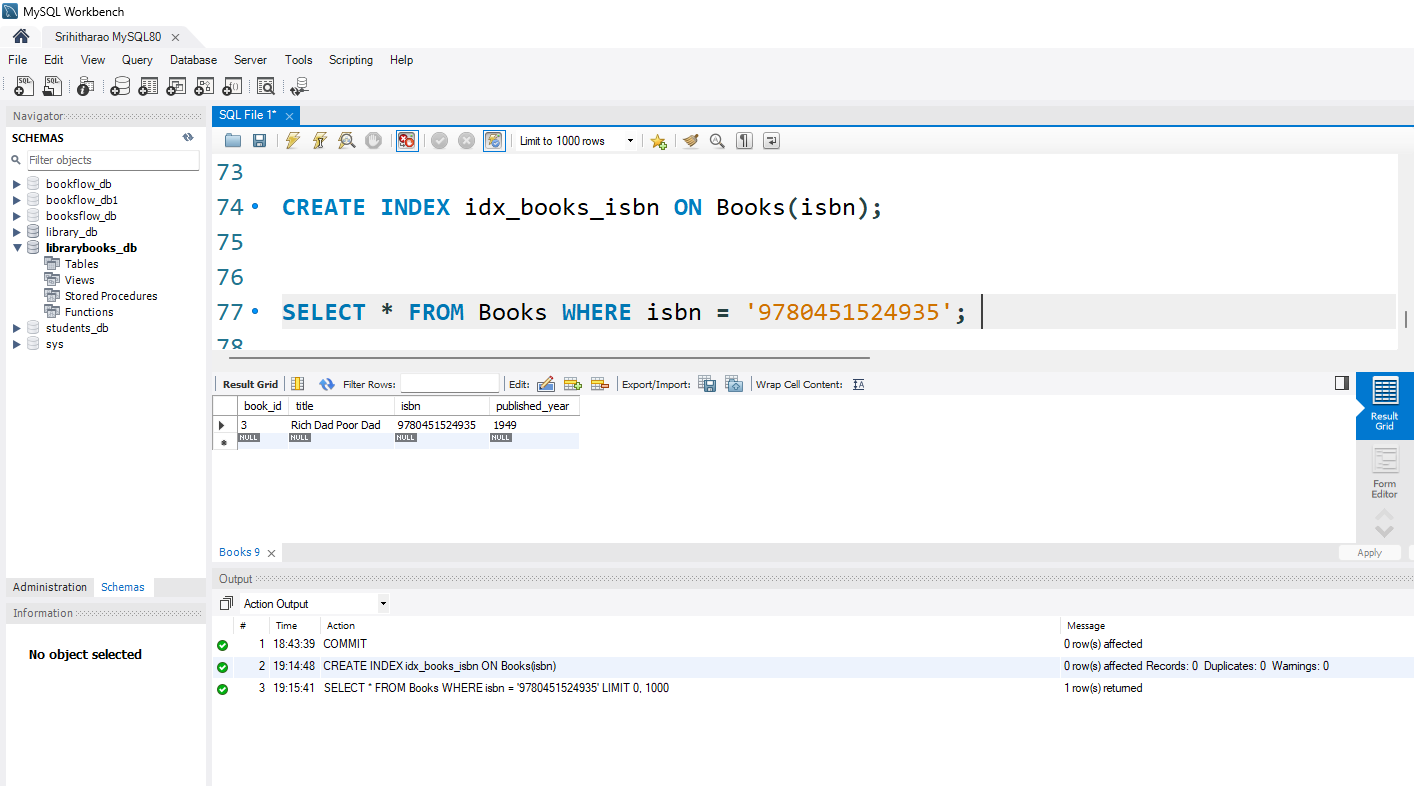 MySQL Workbench
Srihitharao MySQL80
File Edit View Query Database Server Tools Scripting Help
Navigator
SCHEMAS
Filter objects
bookflow_db
bookflow_db1
booksflow_db
library_db
librarybooks_db
Tables
Views
Stored Procedures
Functions
students_db
sys
Administration Schemas
Information
No object selected
SQL File 1*
Limit to 1000 rows
73
74 CREATE INDEX idx_books_isbn ON Books(isbn);
75
76
77 SELECT * FROM Books WHERE isbn = '9780451524935';
78
Result Grid Filter Rows: Edit: Export/Import: Wrap Cell Content:
book_id title isbn published_year
3 Rich Dad Poor Dad 9780451524935 1949
NULL NULL NULL NULL
Result Grid
Form Editor
Books 9
Apply
Output
Action Output
# Time Action Message
1 18:43:39 COMMIT 0 row(s) affected
2 19:14:48 CREATE INDEX idx_books_isbn ON Books(isbn) 0 row(s) affected Records: 0 Duplicates: 0 Warnings: 0
3 19:15:41 SELECT * FROM Books WHERE isbn = '9780451524935' LIMIT 0, 1000 1 row(s) returned